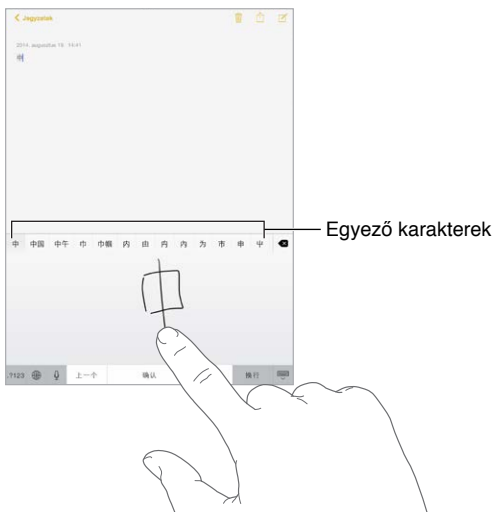 Jegyzetek
2014. augusztus 19. 14:41
中
中 中国 中午 巾 巾帼 内 由 肉 为 市 申
Egyező karakterek
.?123 上一个 确认 换行